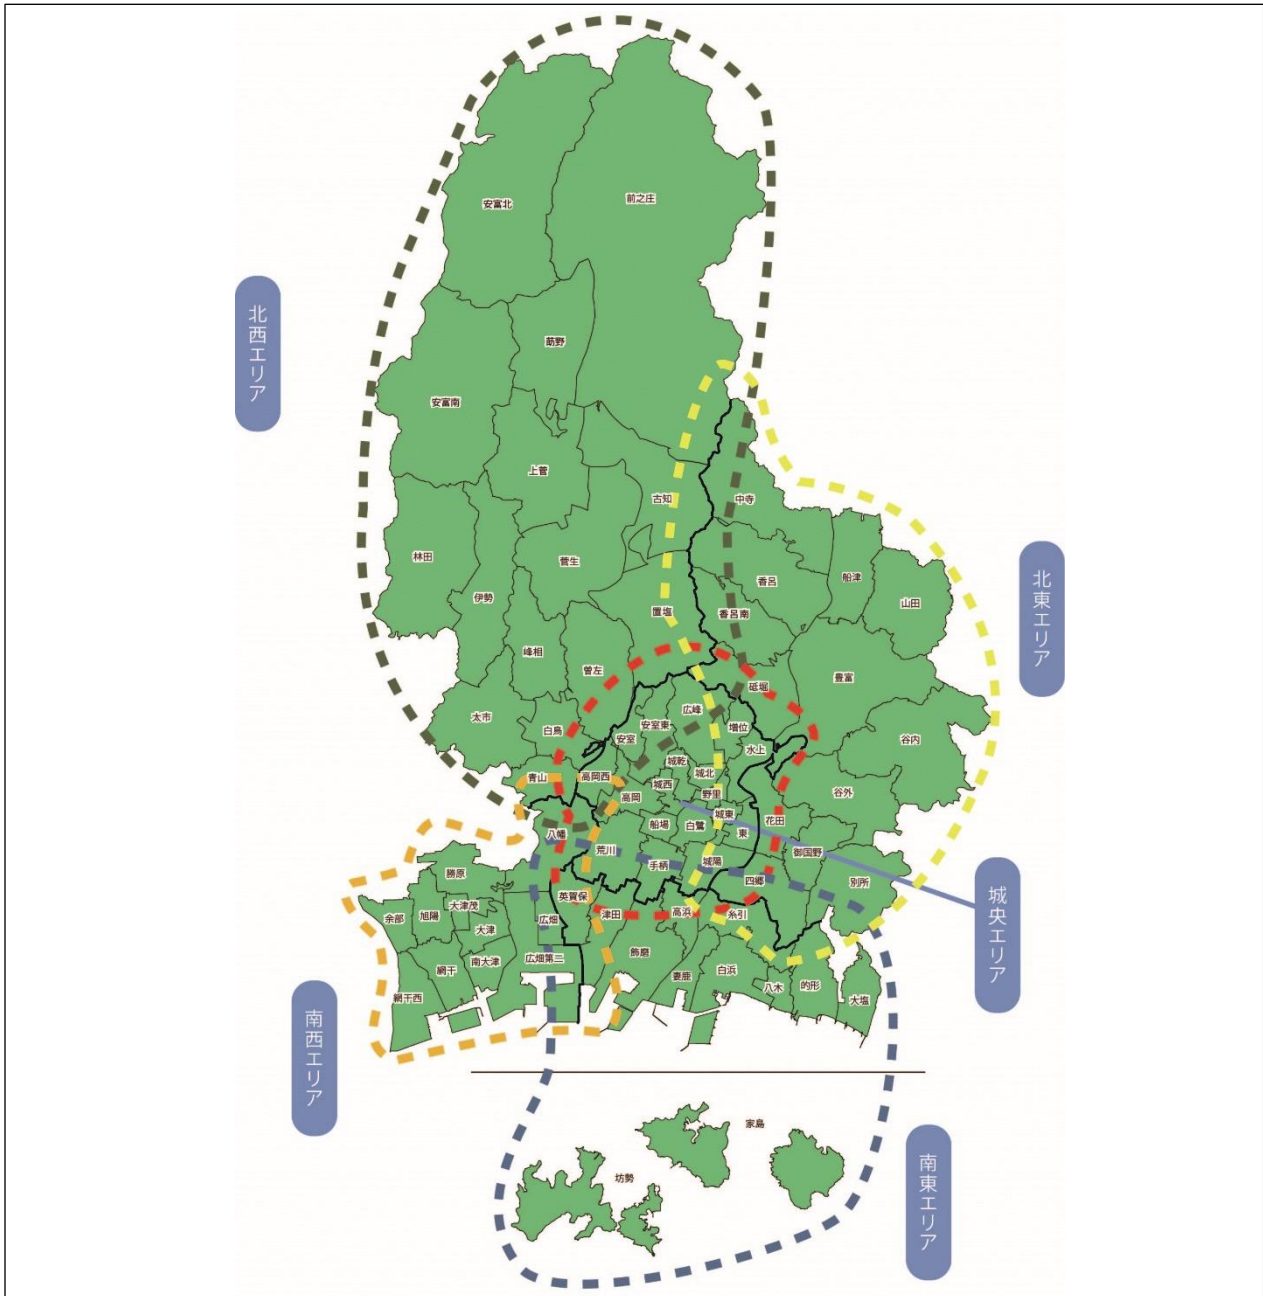 安富北
前之庄
北西エリア
莇野
安富南
上菅
古知
中寺
林田
菅生
香呂
船津
山田
北東エリア
伊勢
置塩
香呂南
峰相
曽左
豊富
砥堀
太市
白鳥
安室
安室東
広峰
増位
水上
谷内
青山
高岡西
高岡
城乾
城西
城北
野里
谷外
八幡
荒川
船場
白鷺
城東
東
花田
御国野
手柄
城陽
四郷
別所
城央エリア
勝原
余部
旭陽
大津茂
大津
英賀保
広畑
津田
高浜
糸引
網干
南大津
広畑第二
飾磨
妻鹿
白浜
八木
的形
大塩
網干西
南西エリア
家島
坊勢
南東エリア